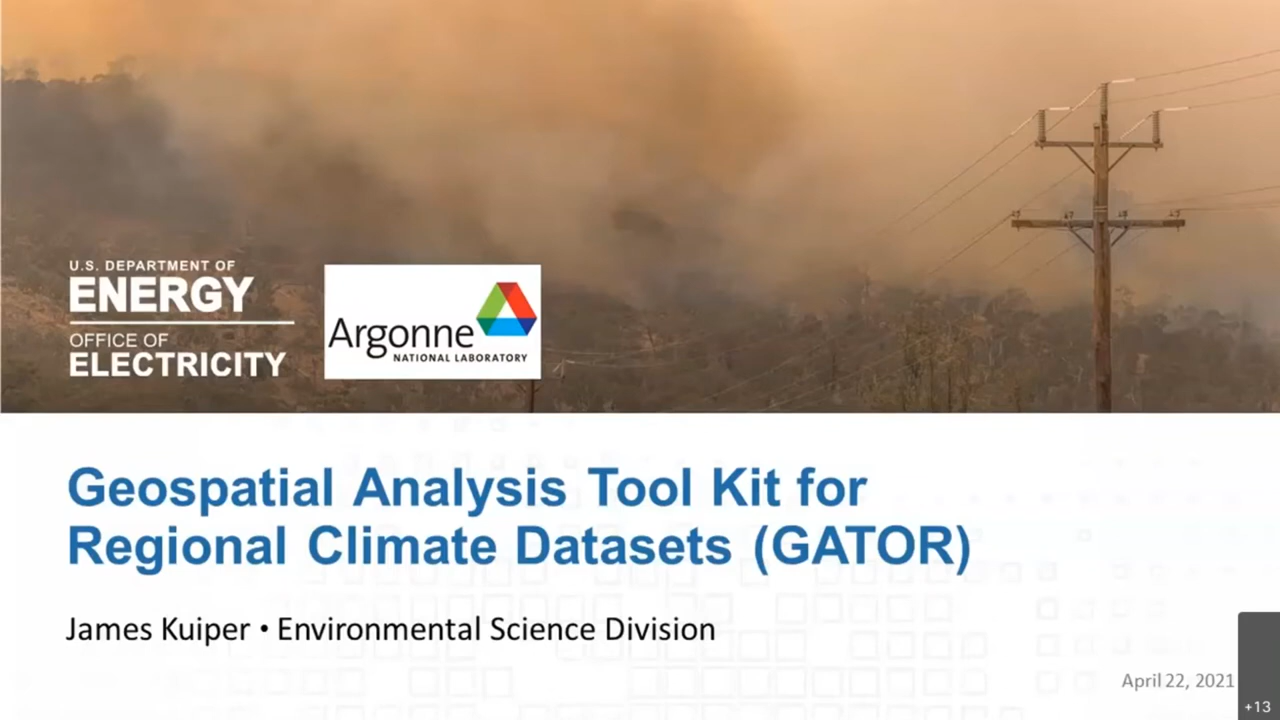 U.S. DEPARTMENT OF
ENERGY
OFFICE OF
ELECTRICITY
Argonne
NATIONAL LABORATORY
Geospatial Analysis Tool Kit for
Regional Climate Datasets (GATOR)
James Kuiper • Environmental Science Division
April 22, 2021
+13